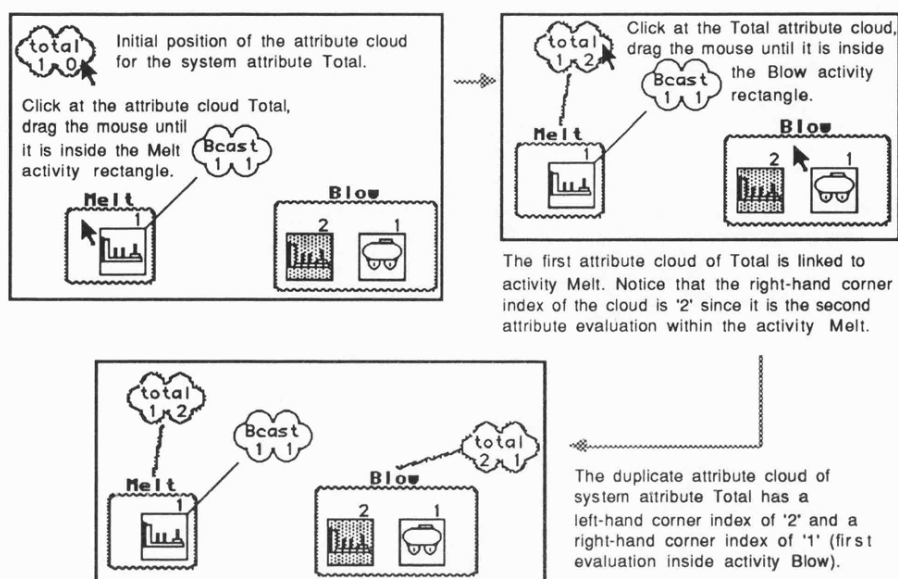 total
1 0
Initial position of the attribute cloud
for the system attribute Total.
Click at the attribute cloud Total,
drag the mouse until
it is inside the Melt
activity rectangle.
Bcast
1 1
Melt
1
Blow
2 1
total
1 2
Click at the Total attribute cloud,
drag the mouse until it is inside
the Blow activity
rectangle.
Bcast
1 1
Melt
1
Blow
2 1
The first attribute cloud of Total is linked to
activity Melt. Notice that the right-hand corner
index of the cloud is '2' since it is the second
attribute evaluation within the activity Melt.
total
1 2
Bcast
1 1
total
2 1
Melt
1
Blow
2 1
The duplicate attribute cloud of
system attribute Total has a
left-hand corner index of '2' and a
right-hand corner index of '1' (first
evaluation inside activity Blow).